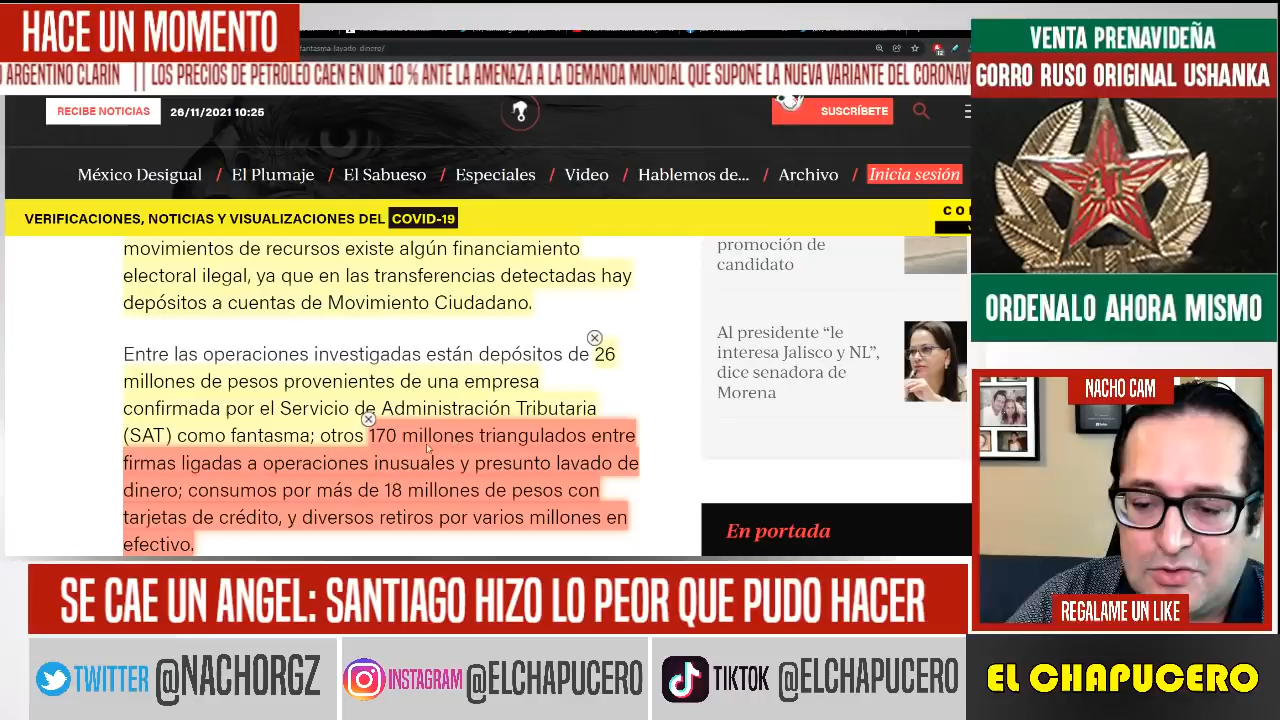 HACE UN MOMENTO
fantasma-lavado_dinero/
O ARGENTINO CLARIN || LOS PRECIOS DE PETRÓLEO CAEN EN UN 10 % ANTE LA AMENAZA A LA DEMANDA MUNDIAL QUE SUPONE LA NUEVA VARIANTE DEL CORONAV
RECIBE NOTICIAS
26/11/2021 10:25
SUSCRÍBETE
México Desigual / El Plumaje / El Sabueso / Especiales / Video / Hablemos de... / Archivo / Inicia sesión
VERIFICACIONES, NOTICIAS Y VISUALIZACIONES DEL COVID-19
movimientos de recursos existe algún financiamiento
electoral ilegal, ya que en las transferencias detectadas hay
depósitos a cuentas de Movimiento Ciudadano.
Entre las operaciones investigadas están depósitos de 26
millones de pesos provenientes de una empresa
confirmada por el Servicio de Administración Tributaria
(SAT) como fantasma; otros 170 millones triangulados entre
firmas ligadas a operaciones inusuales y presunto lavado de
dinero; consumos por más de 18 millones de pesos con
tarjetas de crédito, y diversos retiros por varios millones en
efectivo.
promoción de
candidato
Al presidente “le
interesa Jalisco y NL”,
dice senadora de
Morena
En portada
VENTA PRENAVIDEÑA
GORRO RUSO ORIGINAL USHANKA
ORDENALO AHORA MISMO
NACHO CAM
REGALAME UN LIKE
SE CAE UN ANGEL: SANTIAGO HIZO LO PEOR QUE PUDO HACER
TWITTER @NACHORGZ
INSTAGRAM @ELCHAPUCERO
TIKTOK @ELCHAPUCERO
EL CHAPUCERO